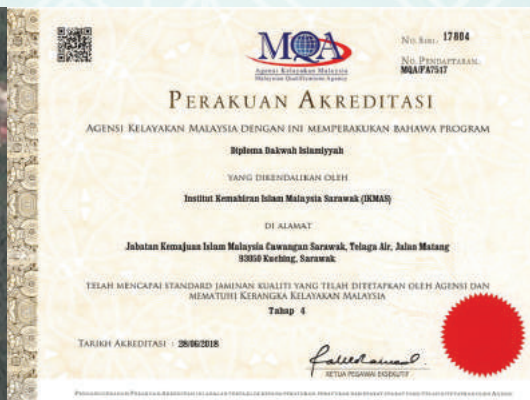 MQA
Agensi Kelayakan Malaysia
Malaysian Qualifications Agency
NO. SIRI: 17804
NO. PENDAFTARAN:
MQA/FA7517
PERAKUAN AKREDITASI
AGENSI KELAYAKAN MALAYSIA DENGAN INI MEMPERAKUKAN BAHAWA PROGRAM
Diploma Dakwah Islamiyyah
YANG DIKENDALIKAN OLEH
Institut Kemahiran Islam Malaysia Sarawak (IKMAS)
DI ALAMAT
Jabatan Kemajuan Islam Malaysia Cawangan Sarawak, Telaga Air, Jalan Matang
93050 Kuching, Sarawak
TELAH MENCAPAI STANDARD JAMINAN KUALITI YANG TELAH DITETAPKAN OLEH AGENSI DAN
MEMATUHI KERANGKA KELAYAKAN MALAYSIA
Tahap 4
TARIKH AKREDITASI : 28/06/2018
KETUA PEGAWAI EKSEKUTIF